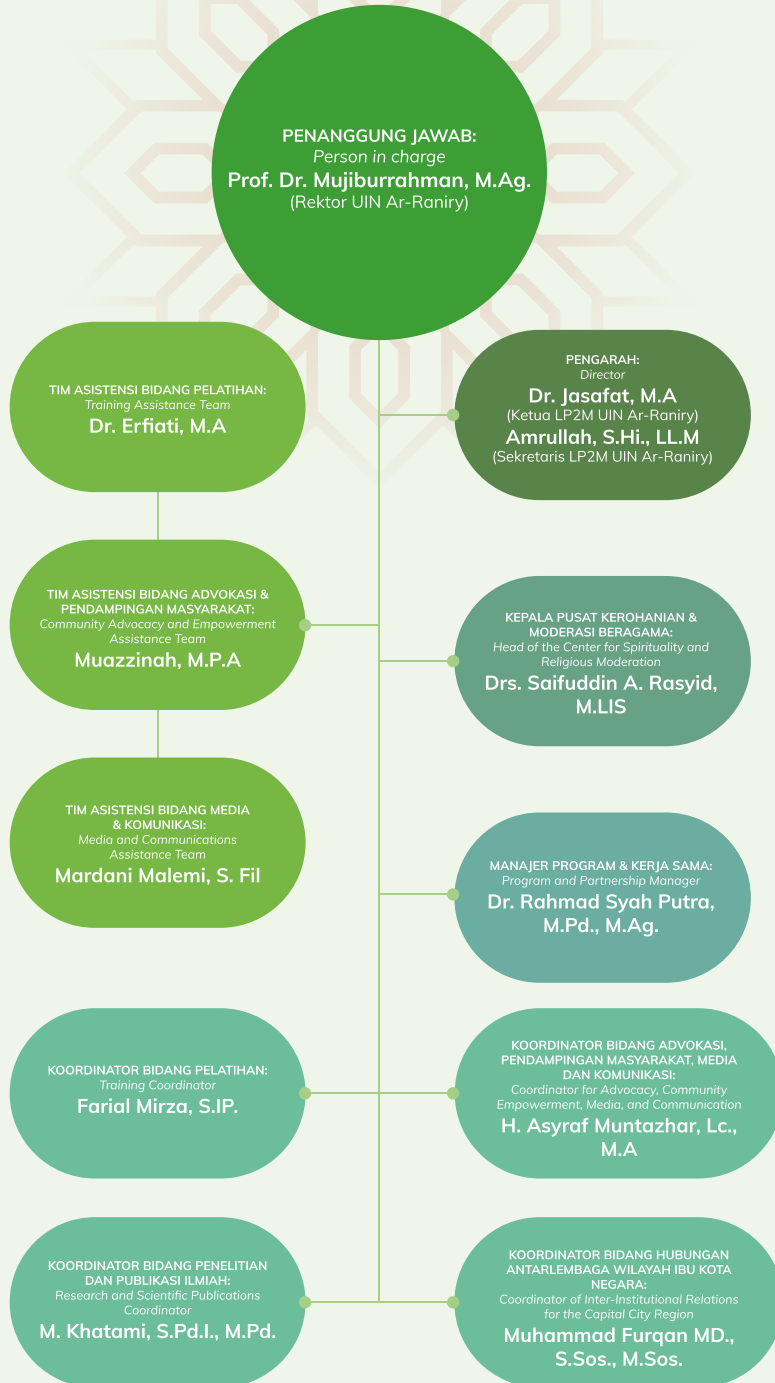 PENANGGUNG JAWAB:
Person in charge
Prof. Dr. Mujiburrahman, M.Ag.
(Rektor UIN Ar-Raniry)
TIM ASISTENSI BIDANG PELATIHAN:
Training Assistance Team
Dr. Erfiati, M.A
PENGARAH:
Director
Dr. Jasafat, M.A
(Ketua LP2M UIN Ar-Raniry)
Amrullah, S.Hi., LL.M
(Sekretaris LP2M UIN Ar-Raniry)
TIM ASISTENSI BIDANG ADVOKASI &
PENDAMPINGAN MASYARAKAT:
Community Advocacy and Empowerment
Assistance Team
Muazzinah, M.P.A
KEPALA PUSAT KEROHANIAN &
MODERASI BERAGAMA:
Head of the Center for Spirituality and
Religious Moderation
Drs. Saifuddin A. Rasyid,
M.LIS
TIM ASISTENSI BIDANG MEDIA
& KOMUNIKASI:
Media and Communications
Assistance Team
Mardani Malemi, S. Fil
MANAJER PROGRAM & KERJA SAMA:
Program and Partnership Manager
Dr. Rahmad Syah Putra,
M.Pd., M.Ag.
KOORDINATOR BIDANG PELATIHAN:
Training Coordinator
Farial Mirza, S.IP.
KOORDINATOR BIDANG ADVOKASI,
PENDAMPINGAN MASYARAKAT, MEDIA
DAN KOMUNIKASI:
Coordinator for Advocacy, Community
Empowerment, Media, and Communication
H. Asyraf Muntazhar, Lc.,
M.A
KOORDINATOR BIDANG PENELITIAN
DAN PUBLIKASI ILMIAH:
Research and Scientific Publications
Coordinator
M. Khatami, S.Pd.I., M.Pd.
KOORDINATOR BIDANG HUBUNGAN
ANTARLEMBAGA WILAYAH IBU KOTA
NEGARA:
Coordinator of Inter-Institutional Relations
for the Capital City Region
Muhammad Furqan MD.,
S.Sos., M.Sos.